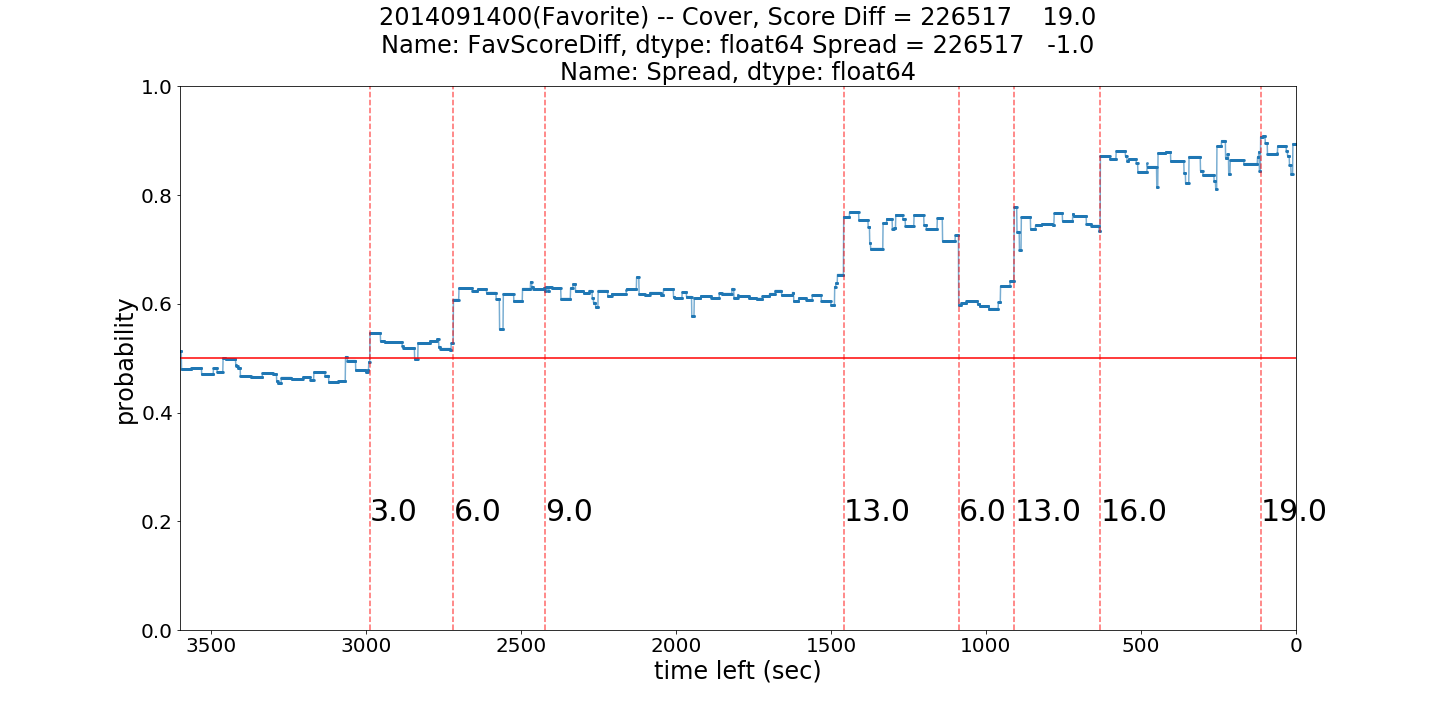 2014091400(Favorite) -- Cover, Score Diff = 226517    19.0
Name: FavScoreDiff, dtype: float64 Spread = 226517   -1.0
Name: Spread, dtype: float64
1.0
0.8
0.6
0.4
0.2
0.0
probability
3.0 6.0 9.0 13.0 6.0 13.0 16.0 19.0
3500 3000 2500 2000 1500 1000 500 0
time left (sec)